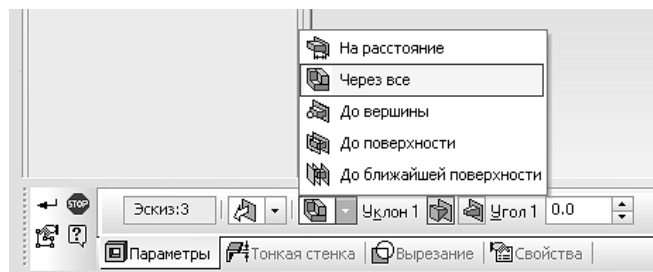 На расстояние
Через все
До вершины
До поверхности
До ближайшей поверхности
STOP Эскиз:3 Уклон 1 Угол 1 0.0
? Параметры Тонкая стенка Вырезание Свойства